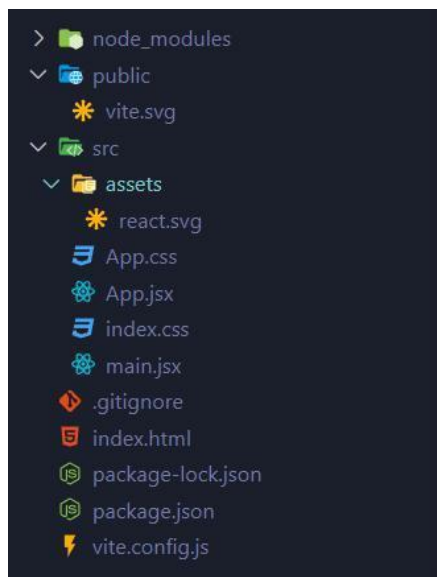 node_modules
public
vite.svg
src
assets
react.svg
App.css
App.jsx
index.css
main.jsx
.gitignore
index.html
package-lock.json
package.json
vite.config.js